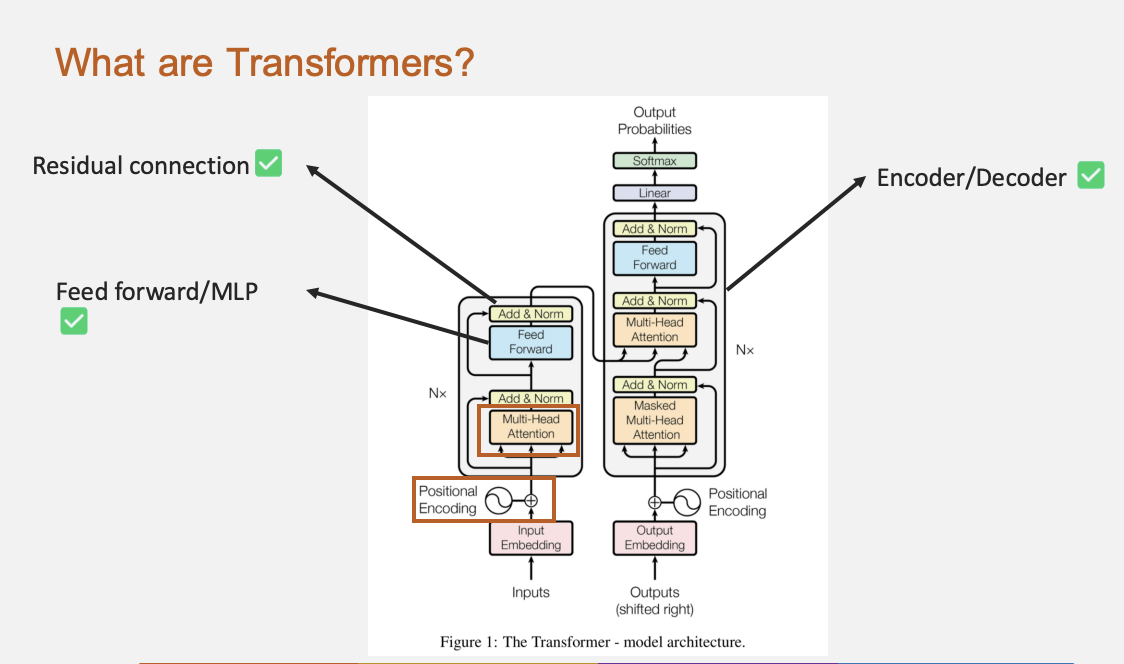 What are Transformers?
Residual connection ✅
Feed forward/MLP
✅
Encoder/Decoder ✅
Output
Probabilities
Softmax
Linear
Add & Norm
Feed
Forward
Add & Norm
Multi-Head
Attention
Add & Norm
Masked
Multi-Head
Attention
N×
Add & Norm
Feed
Forward
N×
Add & Norm
Multi-Head
Attention
Positional
Encoding
Positional
Encoding
Input
Embedding
Output
Embedding
Inputs
Outputs
(shifted right)
Figure 1: The Transformer - model architecture.